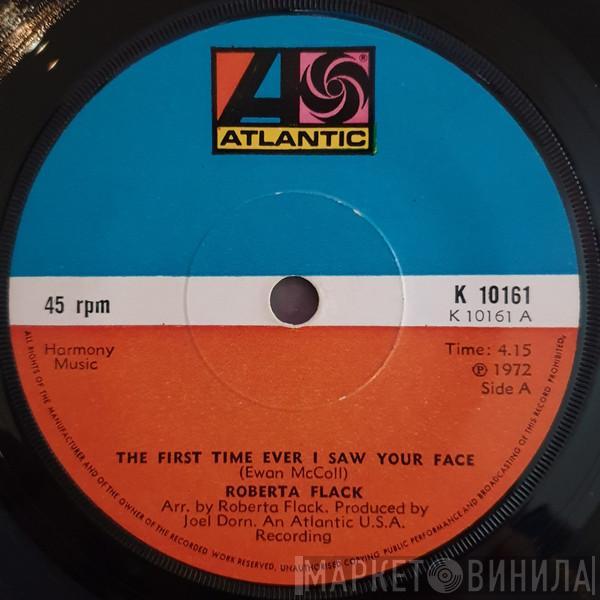 ATLANTIC
45 rpm
K 10161
K 10161 A
Harmony
Music
Time: 4.15
℗ 1972
Side A
THE FIRST TIME EVER I SAW YOUR FACE
(Ewan McColl)
ROBERTA FLACK
Arr. by Roberta Flack. Produced by
Joel Dorn. An Atlantic U.S.A.
Recording
ALL RIGHTS OF THE MANUFACTURER AND OF THE OWNER OF THE RECORDED WORK RESERVED, UNAUTHORISED COPYING PUBLIC PERFORMANCE AND BROADCASTING OF THIS RECORD PROHIBITED.
МАРКЕТ ВИНИЛА